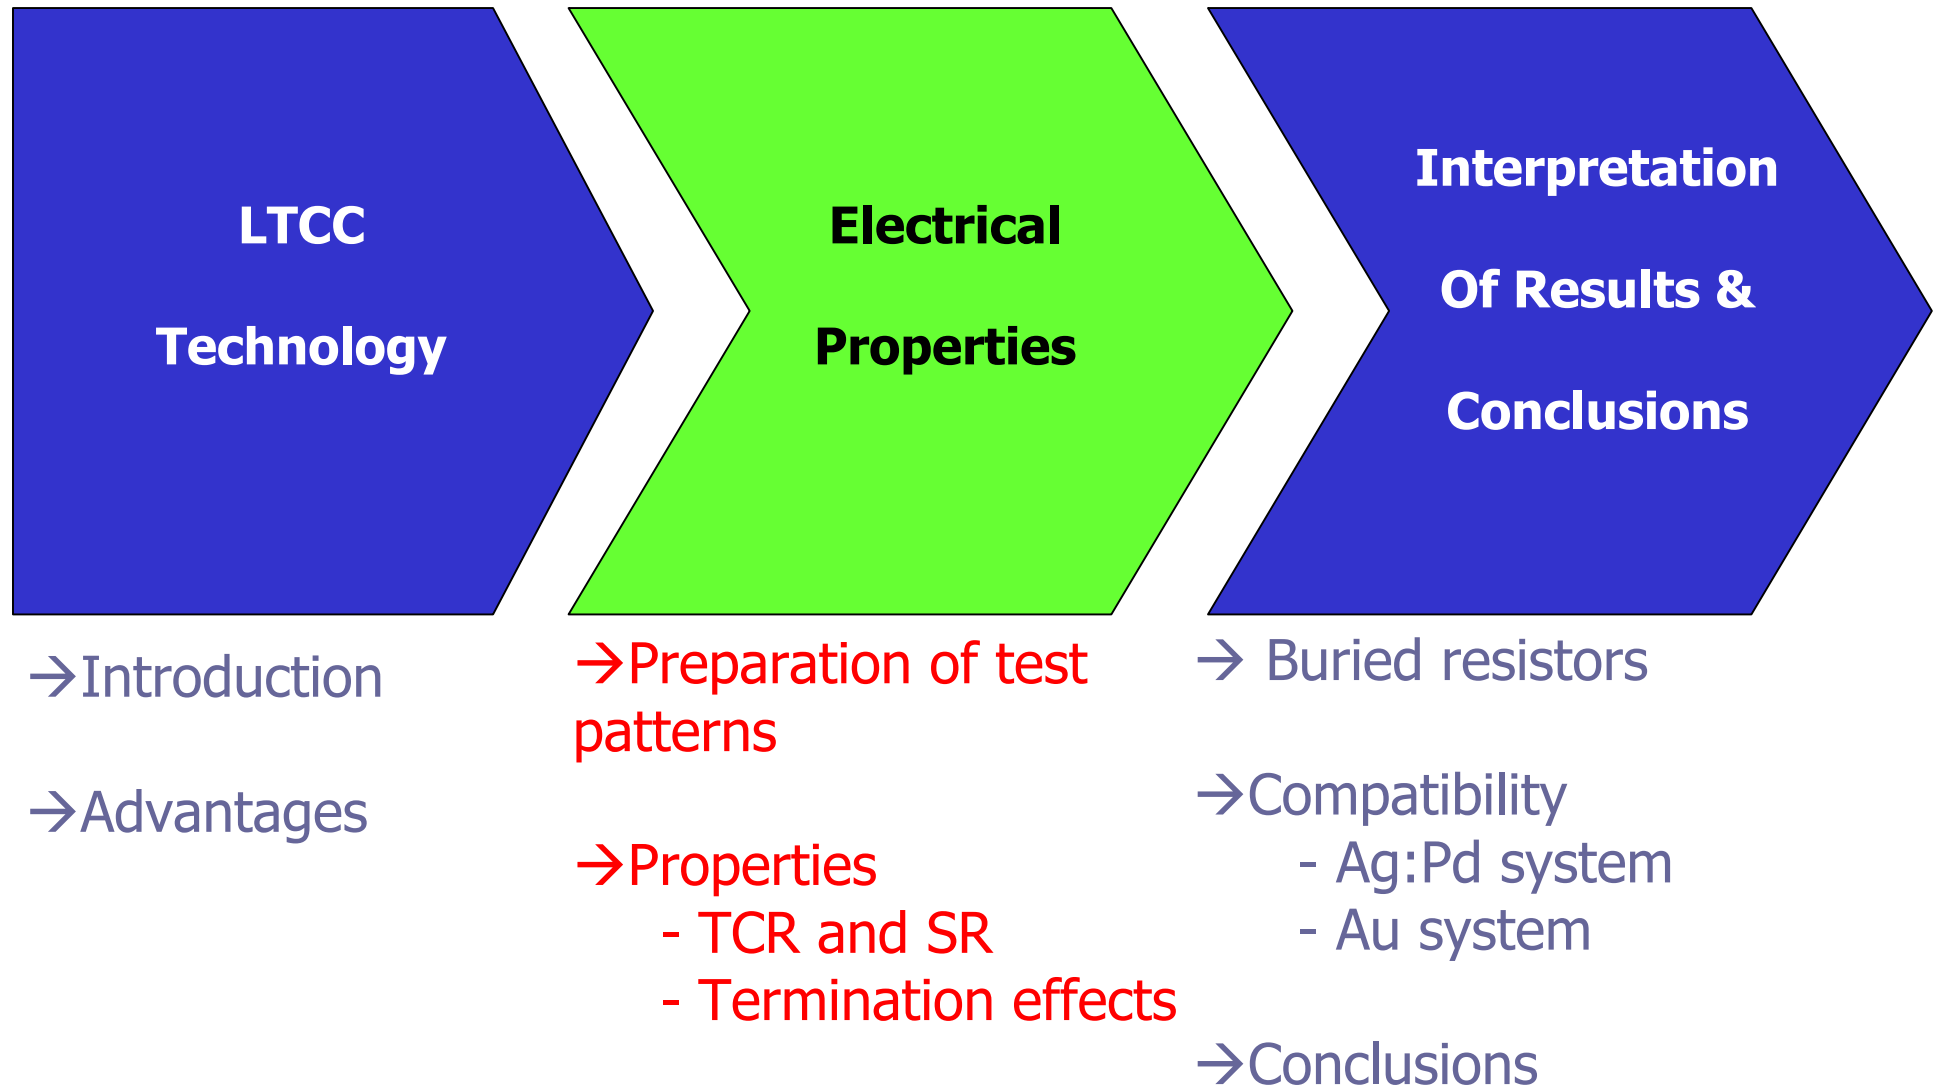 LTCC
Technology
Electrical
Properties
Interpretation
Of Results &
Conclusions
→Introduction
→Advantages
→Preparation of test
patterns
→Properties
- TCR and SR
- Termination effects
→ Buried resistors
→Compatibility
- Ag:Pd system
- Au system
→Conclusions